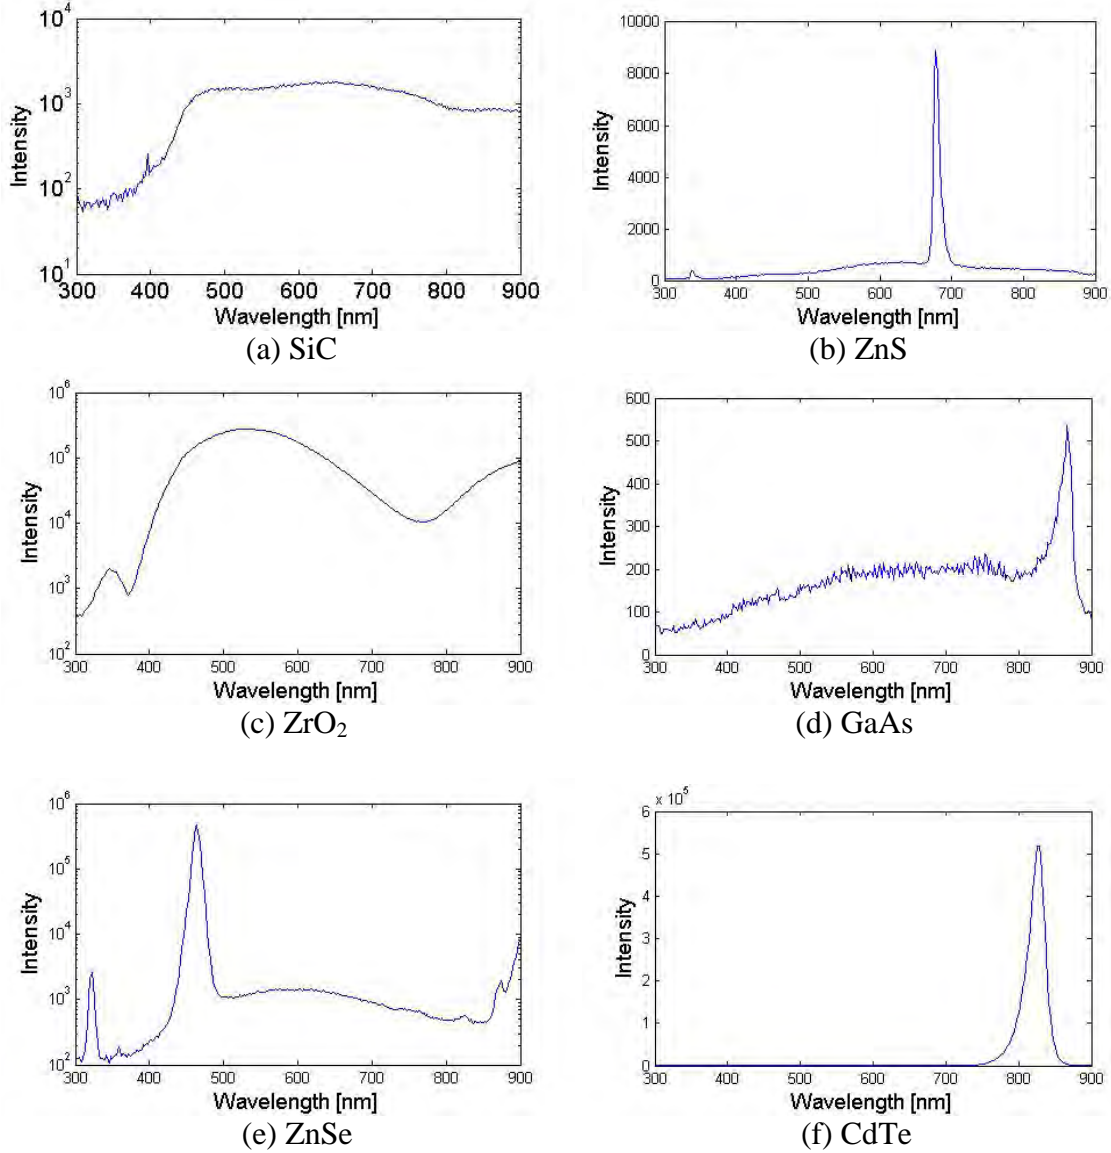 10^4
10^3
10^2
10^1
Intensity
300 400 500 600 700 800 900
Wavelength [nm]
(a) SiC
10000
8000
6000
4000
2000
0
Intensity
300 400 500 600 700 800 900
Wavelength [nm]
(b) ZnS
10^6
10^5
10^4
10^3
10^2
Intensity
300 400 500 600 700 800 900
Wavelength [nm]
(c) ZrO₂
600
500
400
300
200
100
0
Intensity
300 400 500 600 700 800 900
Wavelength [nm]
(d) GaAs
10^6
10^5
10^4
10^3
10^2
Intensity
300 400 500 600 700 800 900
Wavelength [nm]
(e) ZnSe
x 10^5
6
5
4
3
2
1
0
Intensity
300 400 500 600 700 800 900
Wavelength [nm]
(f) CdTe